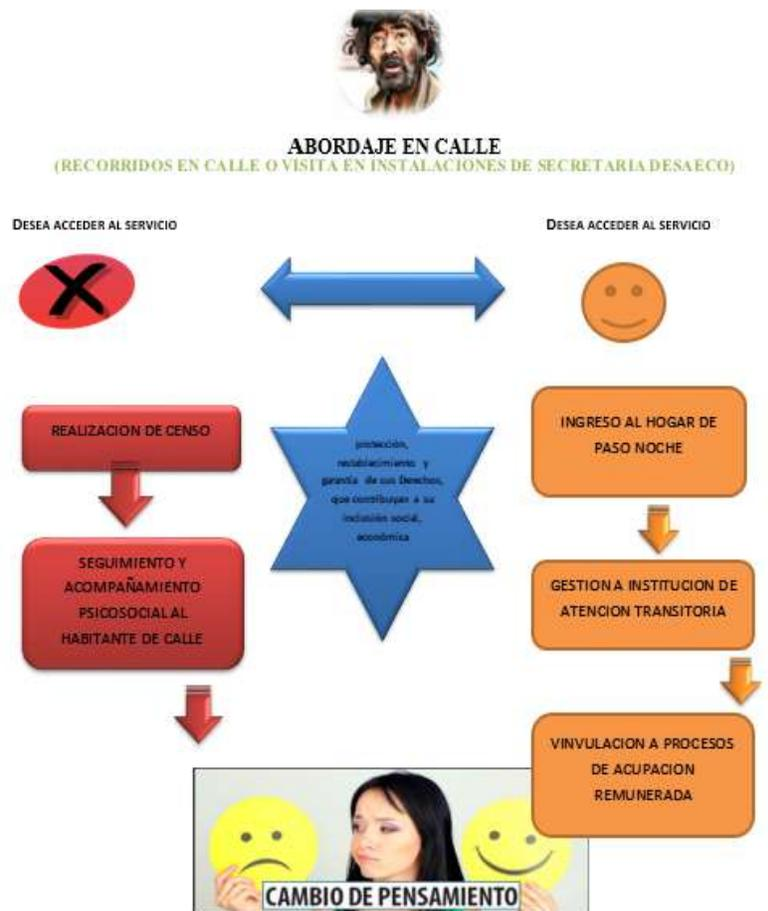 ABORDAJE EN CALLE
(RECORRIDOS EN CALLE O VISITA EN INSTALACIONES DE SECRETARIA DESAECO)
DESEA ACCEDER AL SERVICIO
DESEA ACCEDER AL SERVICIO
REALIZACION DE CENSO
SEGUIMIENTO Y
ACOMPAÑAMIENTO
PSICOSOCIAL AL
HABITANTE DE CALLE
protección,
restablecimiento y
garantía de sus Derechos,
que contribuyan a su
inclusión social,
económica
INGRESO AL HOGAR DE
PASO NOCHE
GESTION A INSTITUCION DE
ATENCION TRANSITORIA
VINVULACION A PROCESOS
DE ACUPACION
REMUNERADA
CAMBIO DE PENSAMIENTO